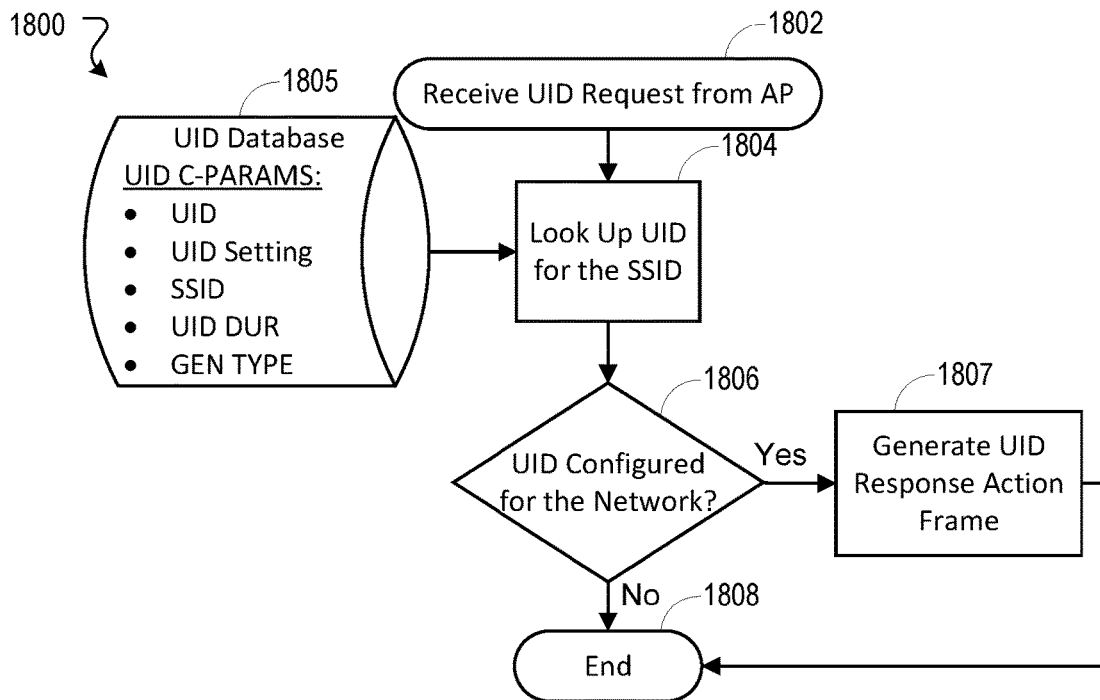 1800
1802
Receive UID Request from AP
1805
UID Database
UID C-PARAMS:
• UID
• UID Setting
• SSID
• UID DUR
• GEN TYPE
1804
Look Up UID
for the SSID
1806
UID Configured
for the Network?
Yes
1807
Generate UID
Response Action
Frame
No
1808
End